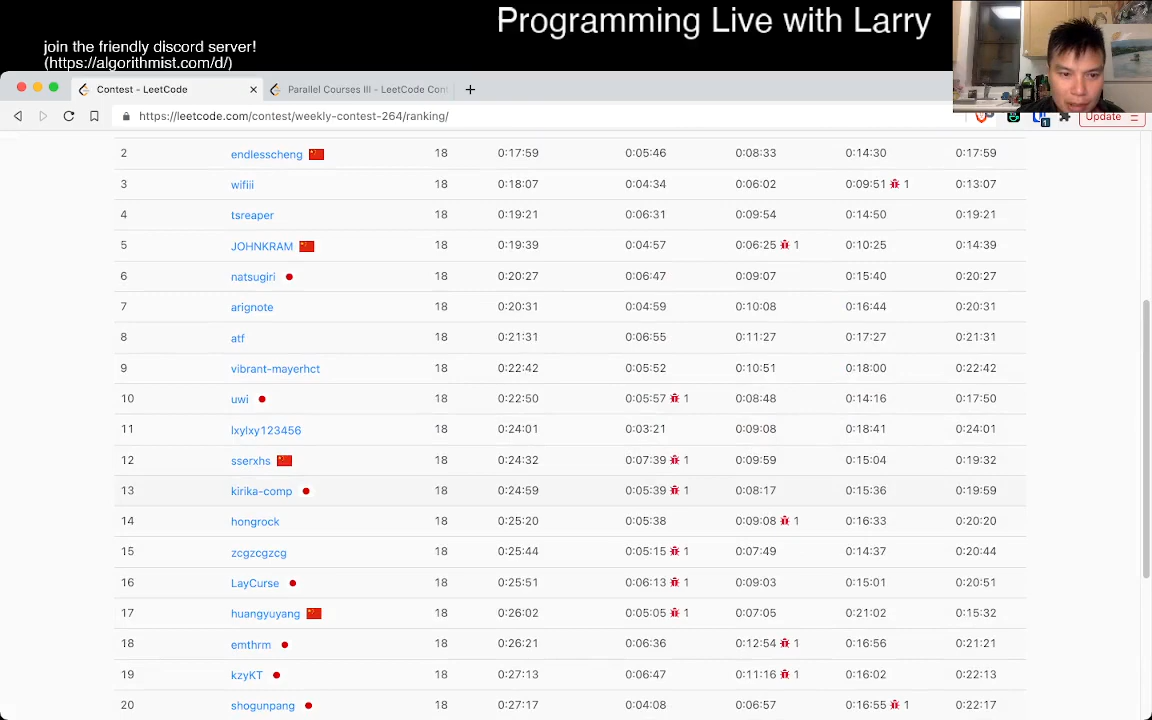 Programming Live with Larry
join the friendly discord server!
(https://algorithmist.com/d/)
Contest - LeetCode
Parallel Courses III - LeetCode Cont
https://leetcode.com/contest/weekly-contest-264/ranking/
Update
2 endlesscheng 18 0:17:59 0:05:46 0:08:33 0:14:30 0:17:59
3 wifiii 18 0:18:07 0:04:34 0:06:02 0:09:51 1 0:13:07
4 tsreaper 18 0:19:21 0:06:31 0:09:54 0:14:50 0:19:21
5 JOHNKRAM 18 0:19:39 0:04:57 0:06:25 1 0:10:25 0:14:39
6 natsugiri 18 0:20:27 0:06:47 0:09:07 0:15:40 0:20:27
7 arignote 18 0:20:31 0:04:59 0:10:08 0:16:44 0:20:31
8 atf 18 0:21:31 0:06:55 0:11:27 0:17:27 0:21:31
9 vibrant-mayerhct 18 0:22:42 0:05:52 0:10:51 0:18:00 0:22:42
10 uwi 18 0:22:50 0:05:57 1 0:08:48 0:14:16 0:17:50
11 lxylxy123456 18 0:24:01 0:03:21 0:09:08 0:18:41 0:24:01
12 sserxhs 18 0:24:32 0:07:39 1 0:09:59 0:15:04 0:19:32
13 kirika-comp 18 0:24:59 0:05:39 1 0:08:17 0:15:36 0:19:59
14 hongrock 18 0:25:20 0:05:38 0:09:08 1 0:16:33 0:20:20
15 zcgzcgzcg 18 0:25:44 0:05:15 1 0:07:49 0:14:37 0:20:44
16 LayCurse 18 0:25:51 0:06:13 1 0:09:03 0:15:01 0:20:51
17 huangyuyang 18 0:26:02 0:05:05 1 0:07:05 0:21:02 0:15:32
18 emthrm 18 0:26:21 0:06:36 0:12:54 1 0:16:56 0:21:21
19 kzyKT 18 0:27:13 0:06:47 0:11:16 1 0:16:02 0:22:13
20 shogunpang 18 0:27:17 0:04:08 0:06:57 0:16:55 1 0:22:17